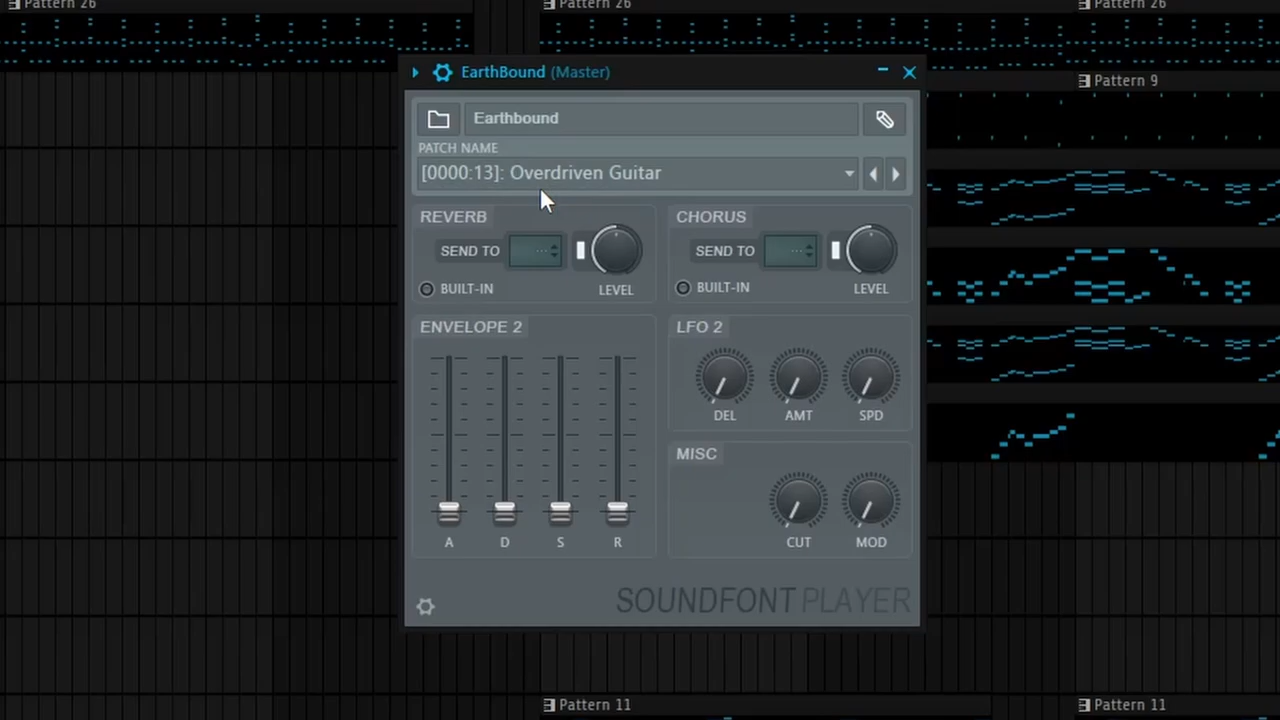 Pattern 26
Pattern 26
Pattern 26
EarthBound (Master)
Pattern 9
Earthbound
PATCH NAME
[0000:13]: Overdriven Guitar
REVERB
CHORUS
SEND TO
---
SEND TO
---
BUILT-IN
LEVEL
BUILT-IN
LEVEL
ENVELOPE 2
LFO 2
DEL
AMT
SPD
MISC
A
D
S
R
CUT
MOD
SOUNDFONT PLAYER
Pattern 11
Pattern 11